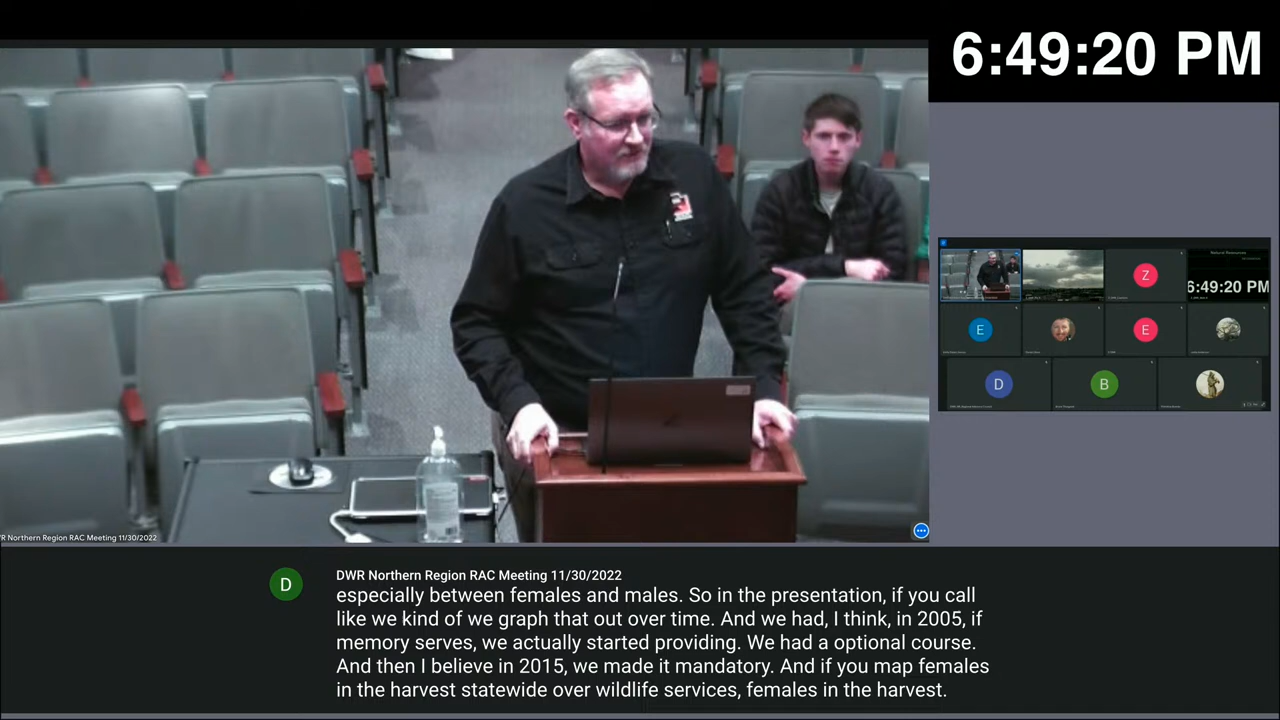 6:49:20 PM
Natural Resources
6:49:20 PM
Z
E
E
D
B
R Northern Region RAC Meeting 11/30/2022
D
DWR Northern Region RAC Meeting 11/30/2022
especially between females and males. So in the presentation, if you call
like we kind of we graph that out over time. And we had, I think, in 2005, if
memory serves, we actually started providing. We had a optional course.
And then I believe in 2015, we made it mandatory. And if you map females
in the harvest statewide over wildlife services, females in the harvest.